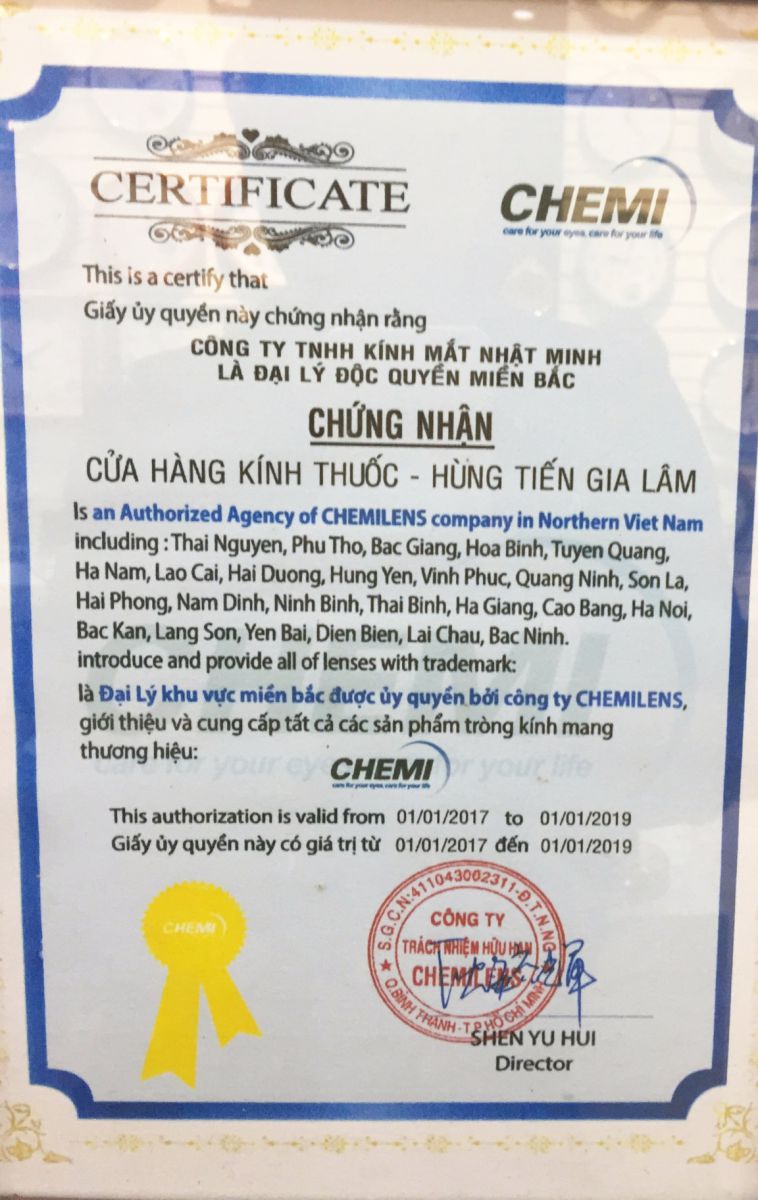 CERTIFICATE
CHEMI
care for your eyes, care for your life
This is a certify that
Giấy ủy quyền này chứng nhận rằng
CÔNG TY TNHH KÍNH MẮT NHẬT MINH
LÀ ĐẠI LÝ ĐỘC QUYỀN MIỀN BẮC
CHỨNG NHẬN
CỬA HÀNG KÍNH THUỐC - HÙNG TIẾN GIA LÂM
Is an Authorized Agency of CHEMILENS company in Northern Viet Nam
including : Thai Nguyen, Phu Tho, Bac Giang, Hoa Binh, Tuyen Quang,
Ha Nam, Lao Cai, Hai Duong, Hung Yen, Vinh Phuc, Quang Ninh, Son La,
Hai Phong, Nam Dinh, Ninh Binh, Thai Binh, Ha Giang, Cao Bang, Ha Noi,
Bac Kan, Lang Son, Yen Bai, Dien Bien, Lai Chau, Bac Ninh.
introduce and provide all of lenses with trademark:
là Đại Lý khu vực miền bắc được ủy quyền bởi công ty CHEMILENS,
giới thiệu và cung cấp tất cả các sản phẩm tròng kính mang
thương hiệu:
CHEMI
care for your eyes, care for your life
This authorization is valid from 01/01/2017 to 01/01/2019
Giấy ủy quyền này có giá trị từ 01/01/2017 đến 01/01/2019
CHEMI
S.G.C.N:411043002311-Đ.T.N.NG
CÔNG TY
TRÁCH NHIỆM HỮU HẠN
CHEMILENS
Q.BÌNH THẠNH-T.P HỒ CHÍ MINH
SHEN YU HUI
Director